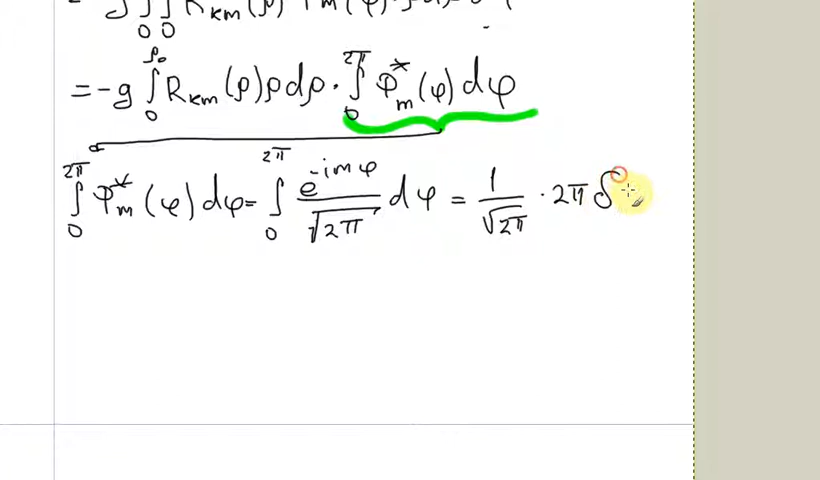 = -g ∫₀^ρ₀ R_km(ρ)ρdρ · ∫₀^2π Φ*_m(φ)dφ
∫₀^2π Φ*_m(φ)dφ = ∫₀^2π e^-imφ/√2π dφ = 1/√2π · 2π δ